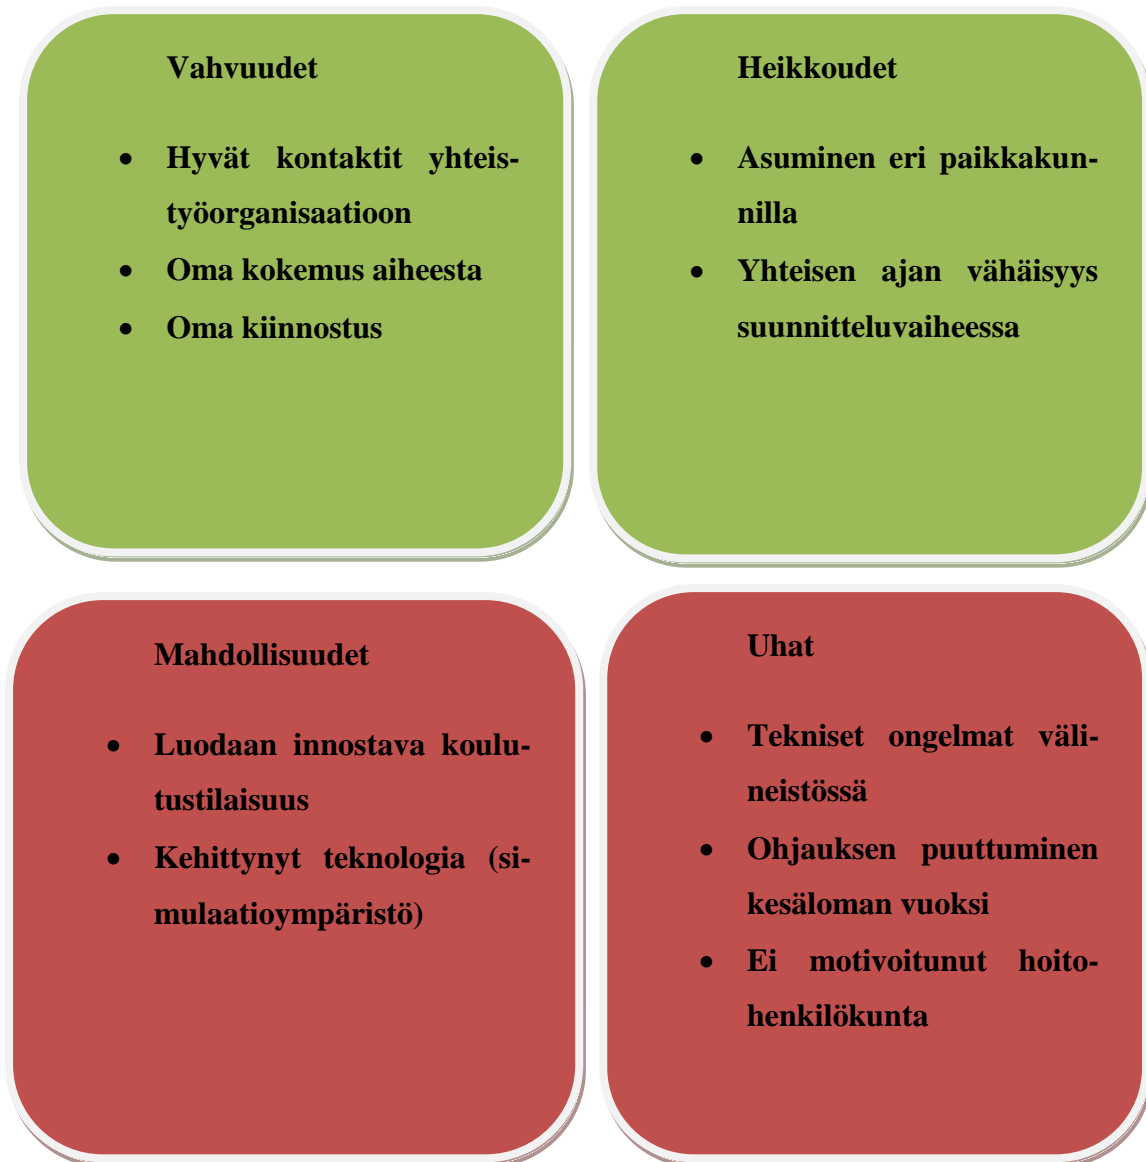 Vahvuudet
• Hyvät kontaktit yhteis-
työorganisaatioon
• Oma kokemus aiheesta
• Oma kiinnostus
Heikkoudet
• Asuminen eri paikkakun-
nilla
• Yhteisen ajan vähäisyys
suunnitteluvaiheessa
Mahdollisuudet
• Luodaan innostava koulu-
tustilaisuus
• Kehittynyt teknologia (si-
mulaatioympäristö)
Uhat
• Tekniset ongelmat väli-
neistössä
• Ohjauksen puuttuminen
kesäloman vuoksi
• Ei motivoitunut hoito-
henkilökunta